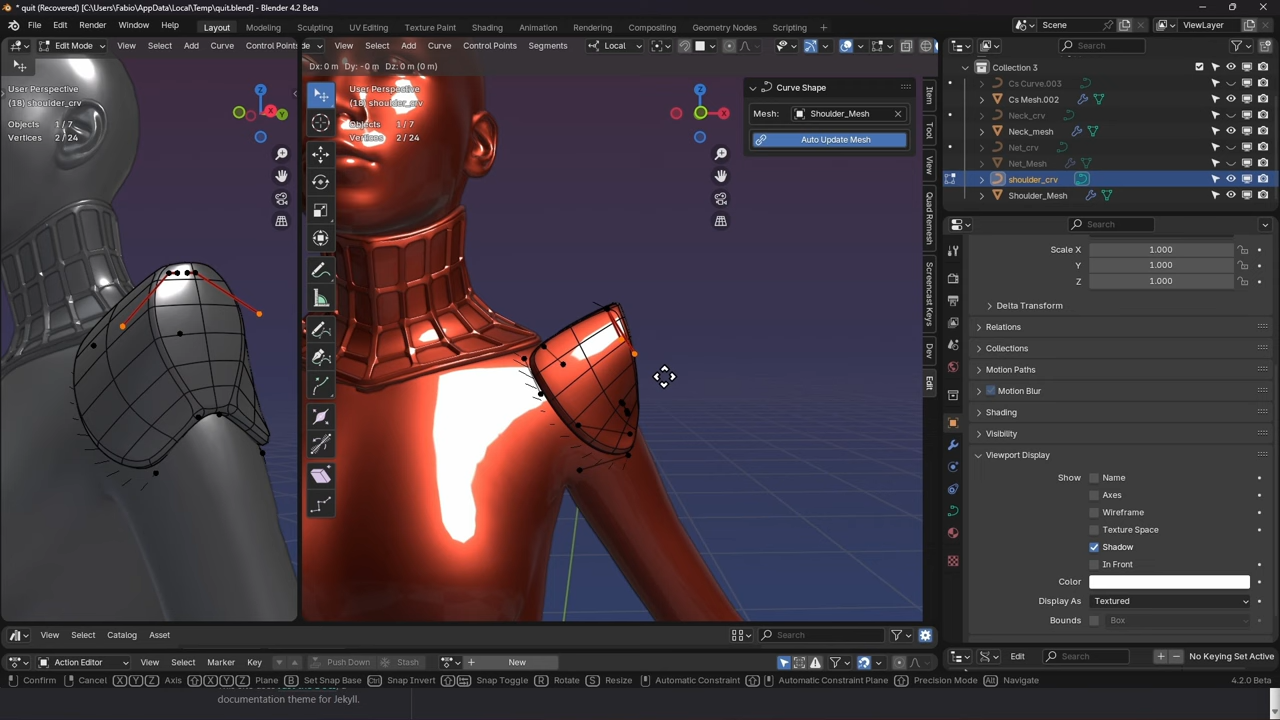 * quit (Recovered) [C:\Users\Fabio\AppData\Local\Temp\quit.blend] - Blender 4.2 Beta
File Edit Render Window Help Layout Modeling Sculpting UV Editing Texture Paint Shading Animation Rendering Compositing Geometry Nodes Scripting Scene ViewLayer
Edit Mode View Select Add Curve Control Points
de View Select Add Curve Control Points Segments Local
Search
Dx: 0 m Dy: -0 m Dz: 0 m (0 m)
User Perspective
(18) shoulder_crv
Objects 1/7
Vertices 2/24
User Perspective
(18) shoulder_crv
Objects 1/7
Vertices 2/24
Z
Y
X
Z
X
Curve Shape
Mesh: Shoulder_Mesh
Auto Update Mesh
Item
Tool
View
Quad Remesh
Screencast Keys
Dev
Edit
Collection 3
Cs Curve.003
Cs Mesh.002
Neck_crv
Neck_mesh
Net_crv
Net_Mesh
shoulder_crv
Shoulder_Mesh
Search
Scale X 1.000
Y 1.000
Z 1.000
Delta Transform
Relations
Collections
Motion Paths
Motion Blur
Shading
Visibility
Viewport Display
Show Name
Axes
Wireframe
Texture Space
Shadow
In Front
Color
Display As Textured
Bounds Box
View Select Catalog Asset Search
Action Editor View Select Marker Key Push Down Stash New
Edit Search No Keying Set Active
Confirm Cancel X Y Z Axis X Y Z Plane B Set Snap Base Ctrl Snap Invert Snap Toggle R Rotate S Resize Automatic Constraint Automatic Constraint Plane Precision Mode Alt Navigate 4.2.0 Beta
documentation theme for Jekyll.